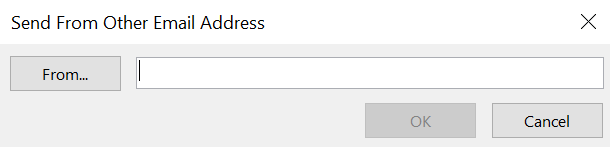 Send From Other Email Address
From...
OK
Cancel